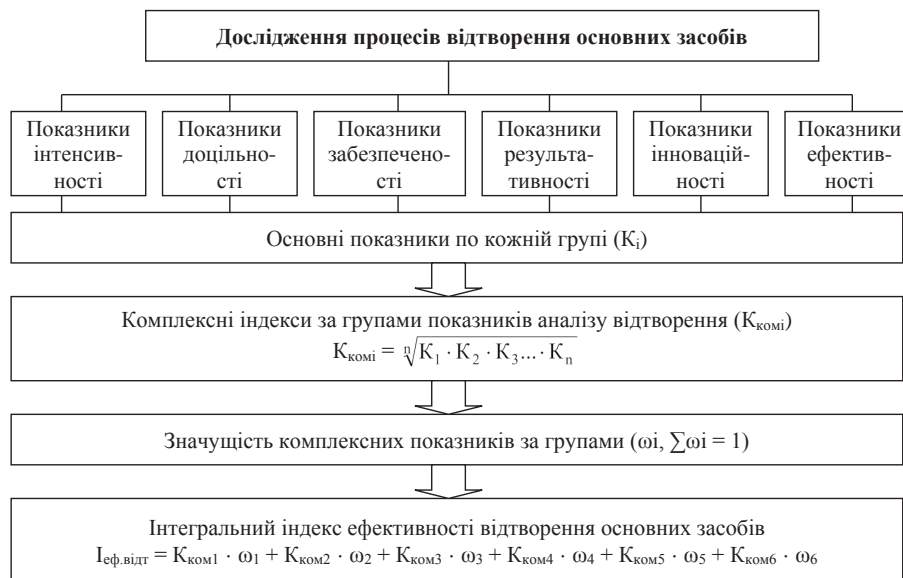 Дослідження процесів відтворення основних засобів
Показники
інтенсив-
ності
Показники
доцільно-
сті
Показники
забезпечено-
сті
Показники
результа-
тивності
Показники
інновацій-
ності
Показники
ефектив-
ності
Основні показники по кожній групі (Kᵢ)
Комплексні індекси за групами показників аналізу відтворення (Kкомі)
Kкомі = ⁿ√K₁ · K₂ · K₃... · Kₙ
Значущість комплексних показників за групами (ωi, ∑ωi = 1)
Інтегральний індекс ефективності відтворення основних засобів
Iеф.відт = Kком1 · ω₁ + Kком2 · ω₂ + Kком3 · ω₃ + Kком4 · ω₄ + Kком5 · ω₅ + Kком6 · ω₆